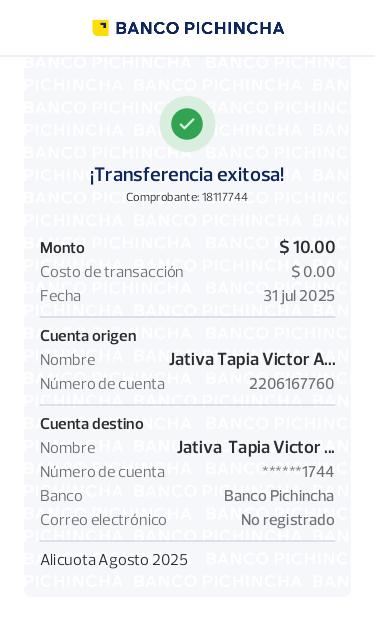 BANCO PICHINCHA
¡Transferencia exitosa!
Comprobante: 18117744
Monto $ 10.00
Costo de transacción $ 0.00
Fecha 31 jul 2025
Cuenta origen
Nombre Jativa Tapia Victor A...
Número de cuenta 2206167760
Cuenta destino
Nombre Jativa Tapia Victor ...
Número de cuenta ******1744
Banco Banco Pichincha
Correo electrónico No registrado
Alicuota Agosto 2025